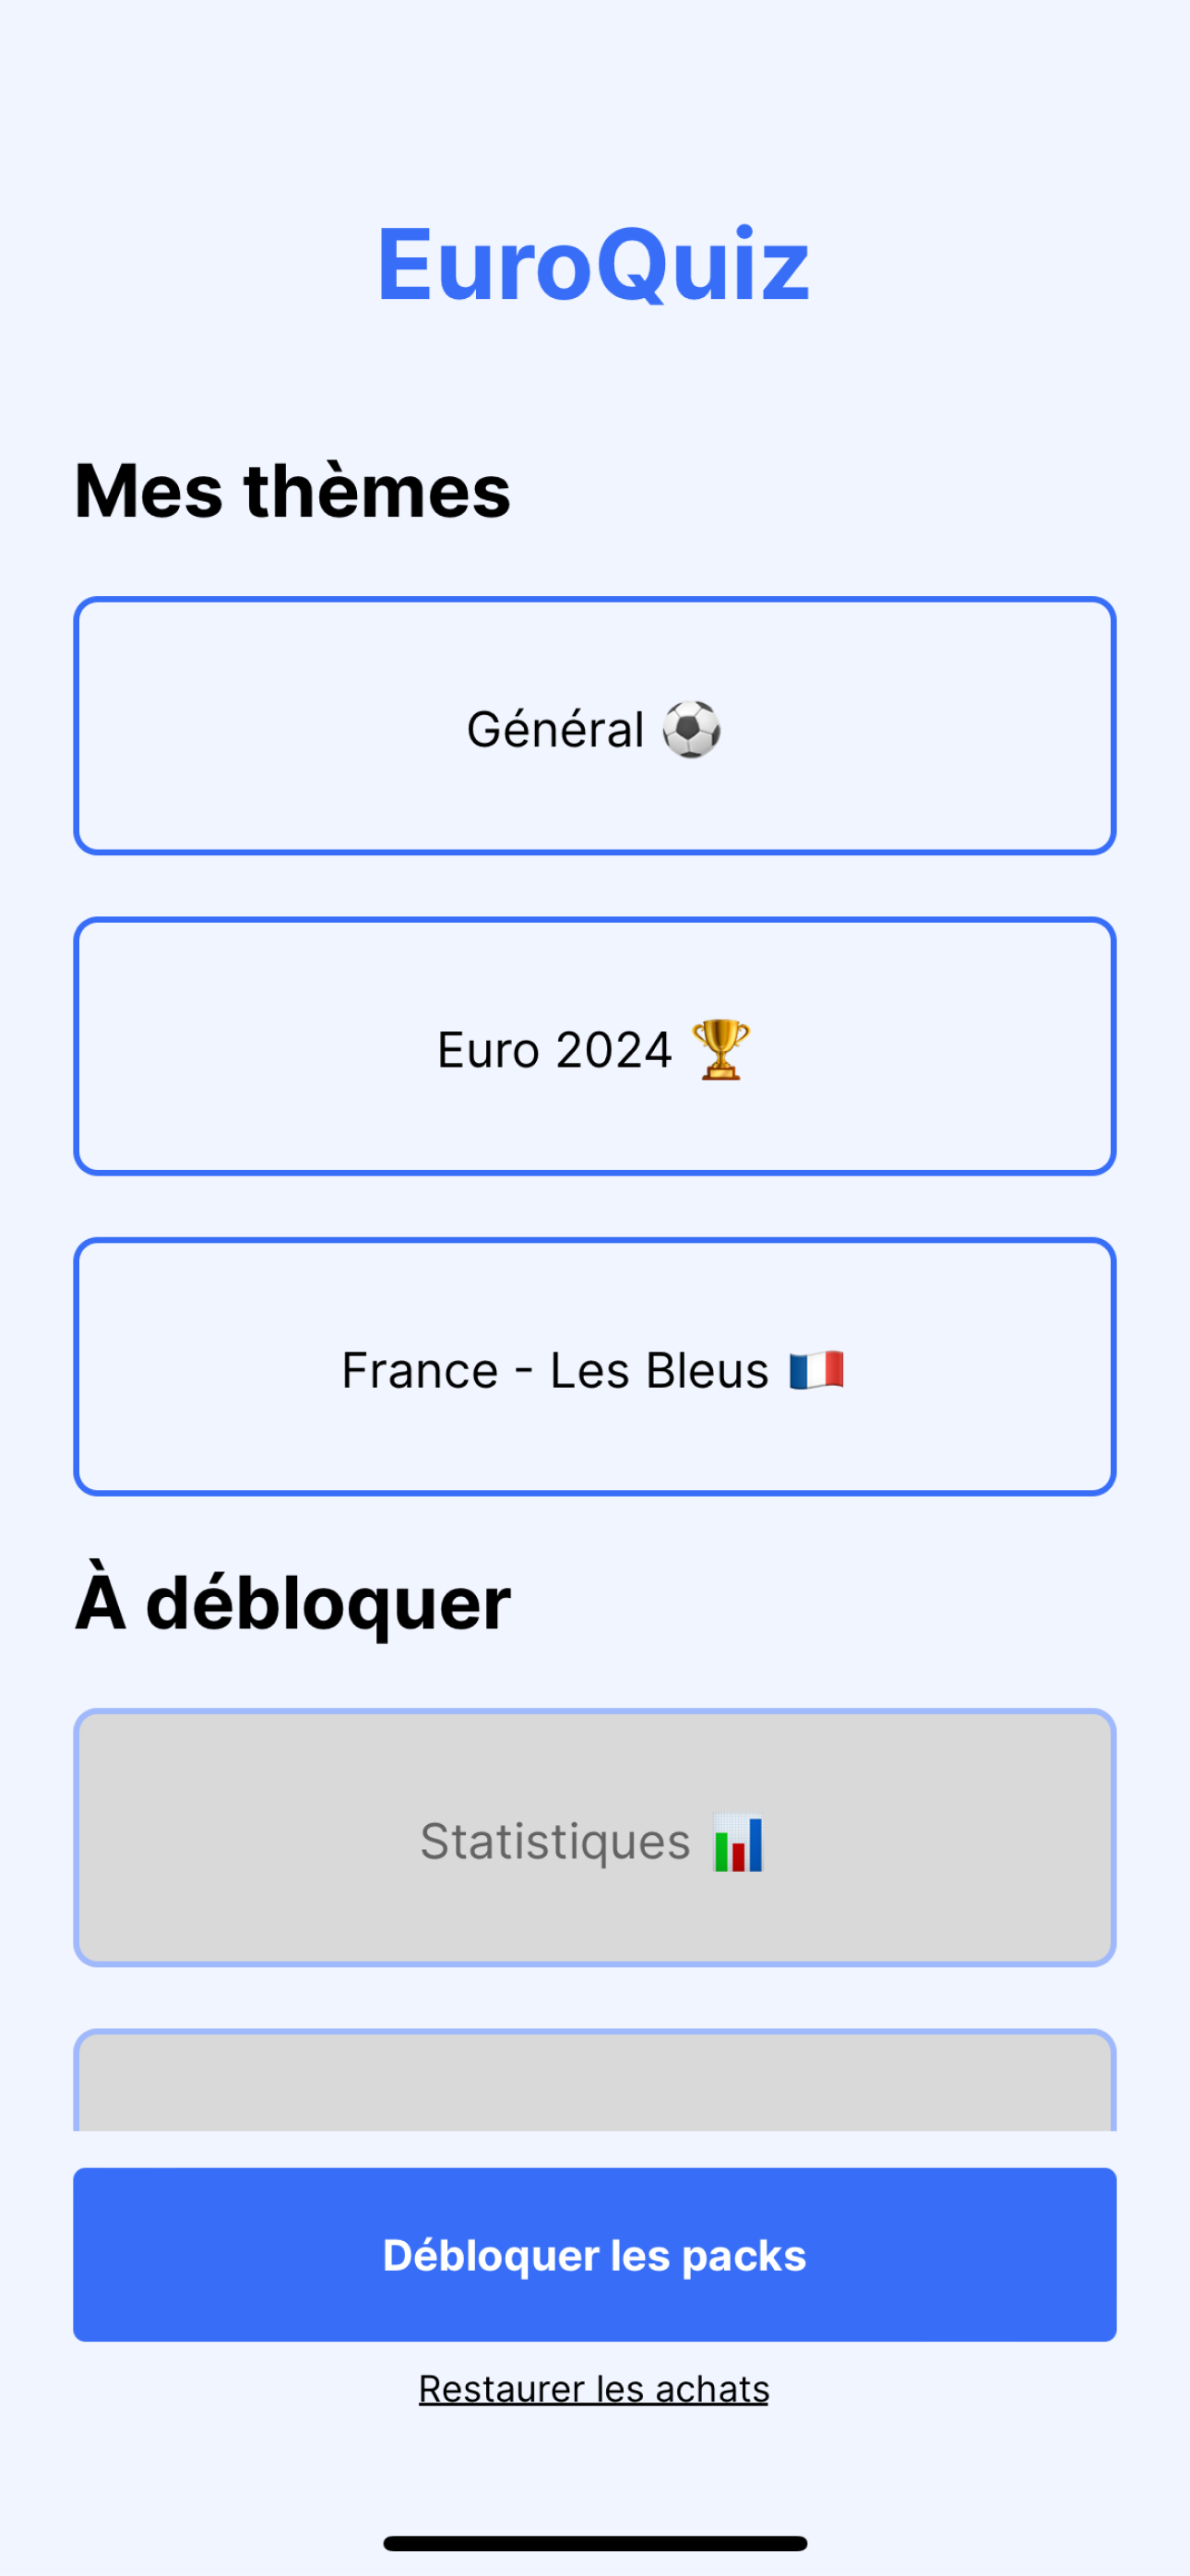 EuroQuiz
Mes thèmes
Général ⚽
Euro 2024 🏆
France - Les Bleus 🇫🇷
À débloquer
Statistiques 📊
Débloquer les packs
Restaurer les achats